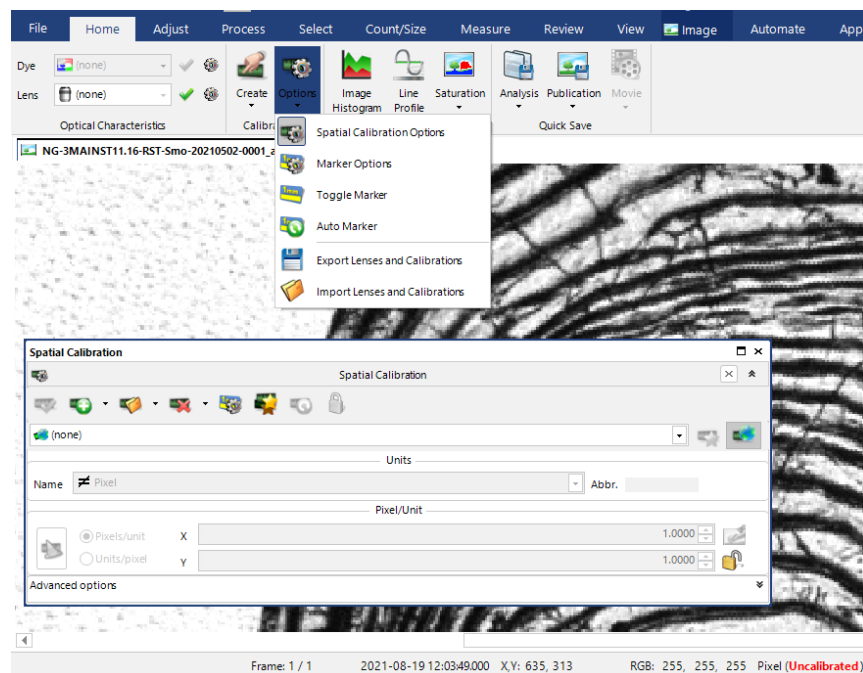 File Home Adjust Process Select Count/Size Measure Review View Image Automate App
Dye (none)
Lens (none)
Create Options Image Histogram Line Profile Saturation Analysis Publication Movie
Optical Characteristics Calibr Quick Save
NG-3MAINST11.16-RST-Smo-20210502-0001_a
Spatial Calibration Options
Marker Options
Toggle Marker
Auto Marker
Export Lenses and Calibrations
Import Lenses and Calibrations
Spatial Calibration
Spatial Calibration
(none)
Units
Name Pixel Abbr.
Pixel/Unit
Pixels/unit X 1.0000
Units/pixel Y 1.0000
Advanced options
Frame: 1 / 1 2021-08-19 12:03:49.000 X,Y: 635, 313 RGB: 255, 255, 255 Pixel (Uncalibrated)